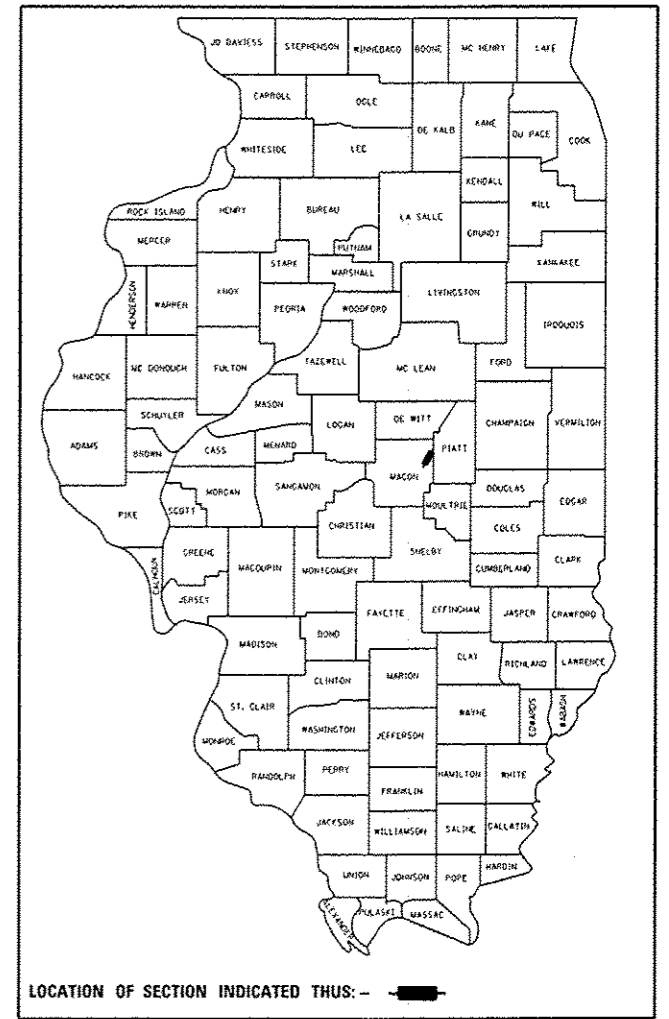 JO DAVIESS STEPHENSON WINNEBAGO BOONE MC HENRY LAKE
CARROLL OGLE DE KALB KANE DU PAGE COOK
WHITESIDE LEE KENDALL WILL
ROCK ISLAND HENRY BUREAU LA SALLE GRUNDY
MERCER PUTNAM KANKAKEE
HENDERSON WARREN KNOX STARK MARSHALL LIVINGSTON IROQUOIS
PEORIA WOODFORD
HANCOCK MC DONOUGH FULTON TAZEWELL MC LEAN FORD
SCHUYLER MASON LOGAN DE WITT CHAMPAIGN VERMILION
ADAMS BROWN CASS MENARD MACON PIATT
PIKE SCOTT MORGAN SANGAMON CHRISTIAN MOULTRIE DOUGLAS EDGAR
COLES
CALHOUN GREENE MACOUPIN MONTGOMERY SHELBY CUMBERLAND CLARK
JERSEY FAYETTE EFFINGHAM JASPER CRAWFORD
MADISON BOND CLAY RICHLAND LAWRENCE
CLINTON MARION
ST. CLAIR WAYNE EDWARDS WABASH
MONROE WASHINGTON JEFFERSON
RANDOLPH PERRY HAMILTON WHITE
FRANKLIN
JACKSON WILLIAMSON SALINE GALLATIN
UNION JOHNSON POPE HARDIN
ALEXANDER PULASKI MASSAC
LOCATION OF SECTION INDICATED THUS: -